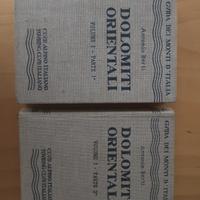 GUIDA DEI MONTI D'ITALIA
Antonio Berti
DOLOMITI
ORIENTALI
VOLUME I - PARTE 1ª
CLUB ALPINO ITALIANO
TOURING CLUB ITALIANO
GUIDA DEI MONTI D'ITALIA
Antonio Berti
DOLOMITI
ORIENTALI
VOLUME I - PARTE 2ª
CLUB ALPINO ITALIANO
TOURING CLUB ITALIANO